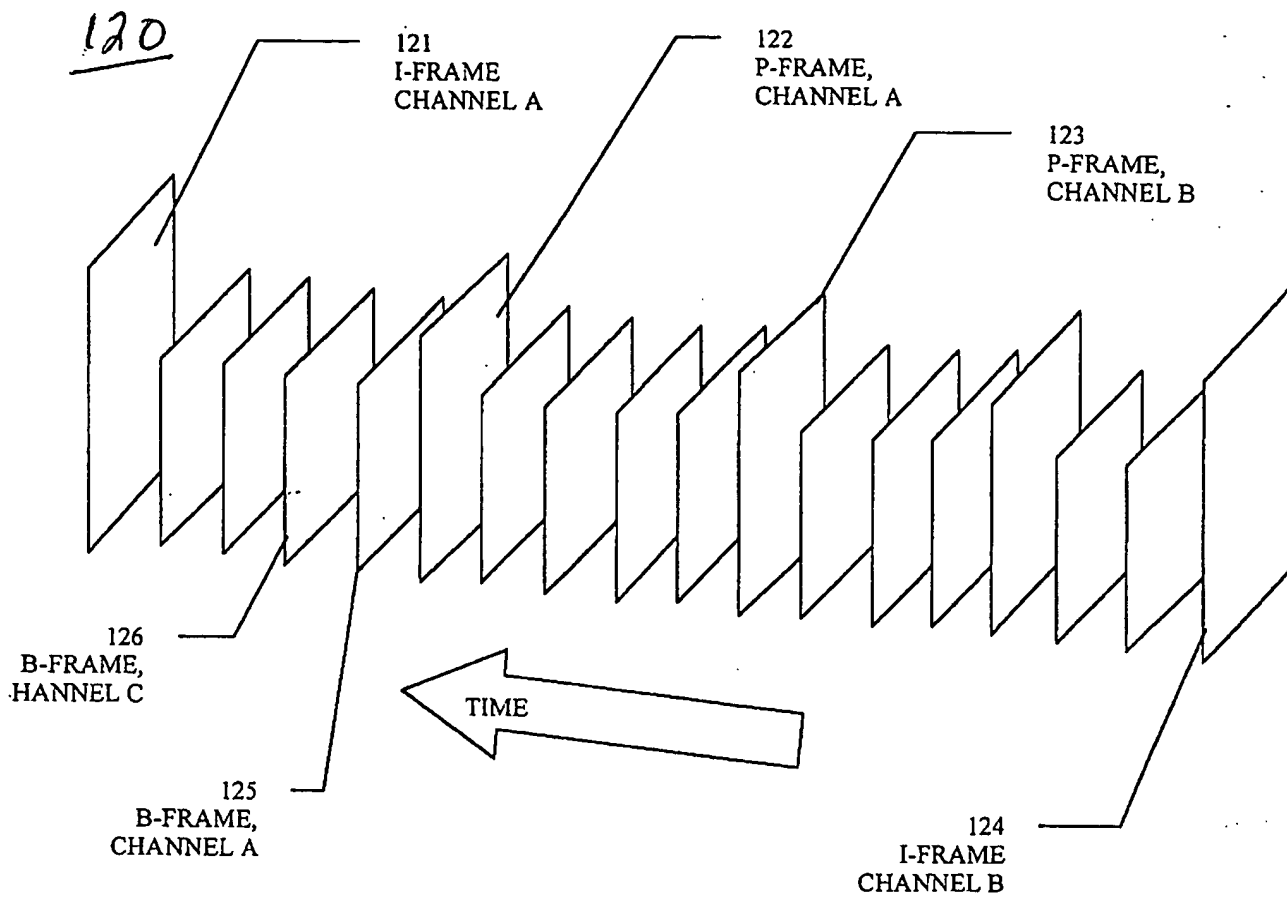 120
121
I-FRAME
CHANNEL A
122
P-FRAME,
CHANNEL A
123
P-FRAME,
CHANNEL B
126
B-FRAME,
HANNEL C
TIME
125
B-FRAME,
CHANNEL A
124
I-FRAME
CHANNEL B